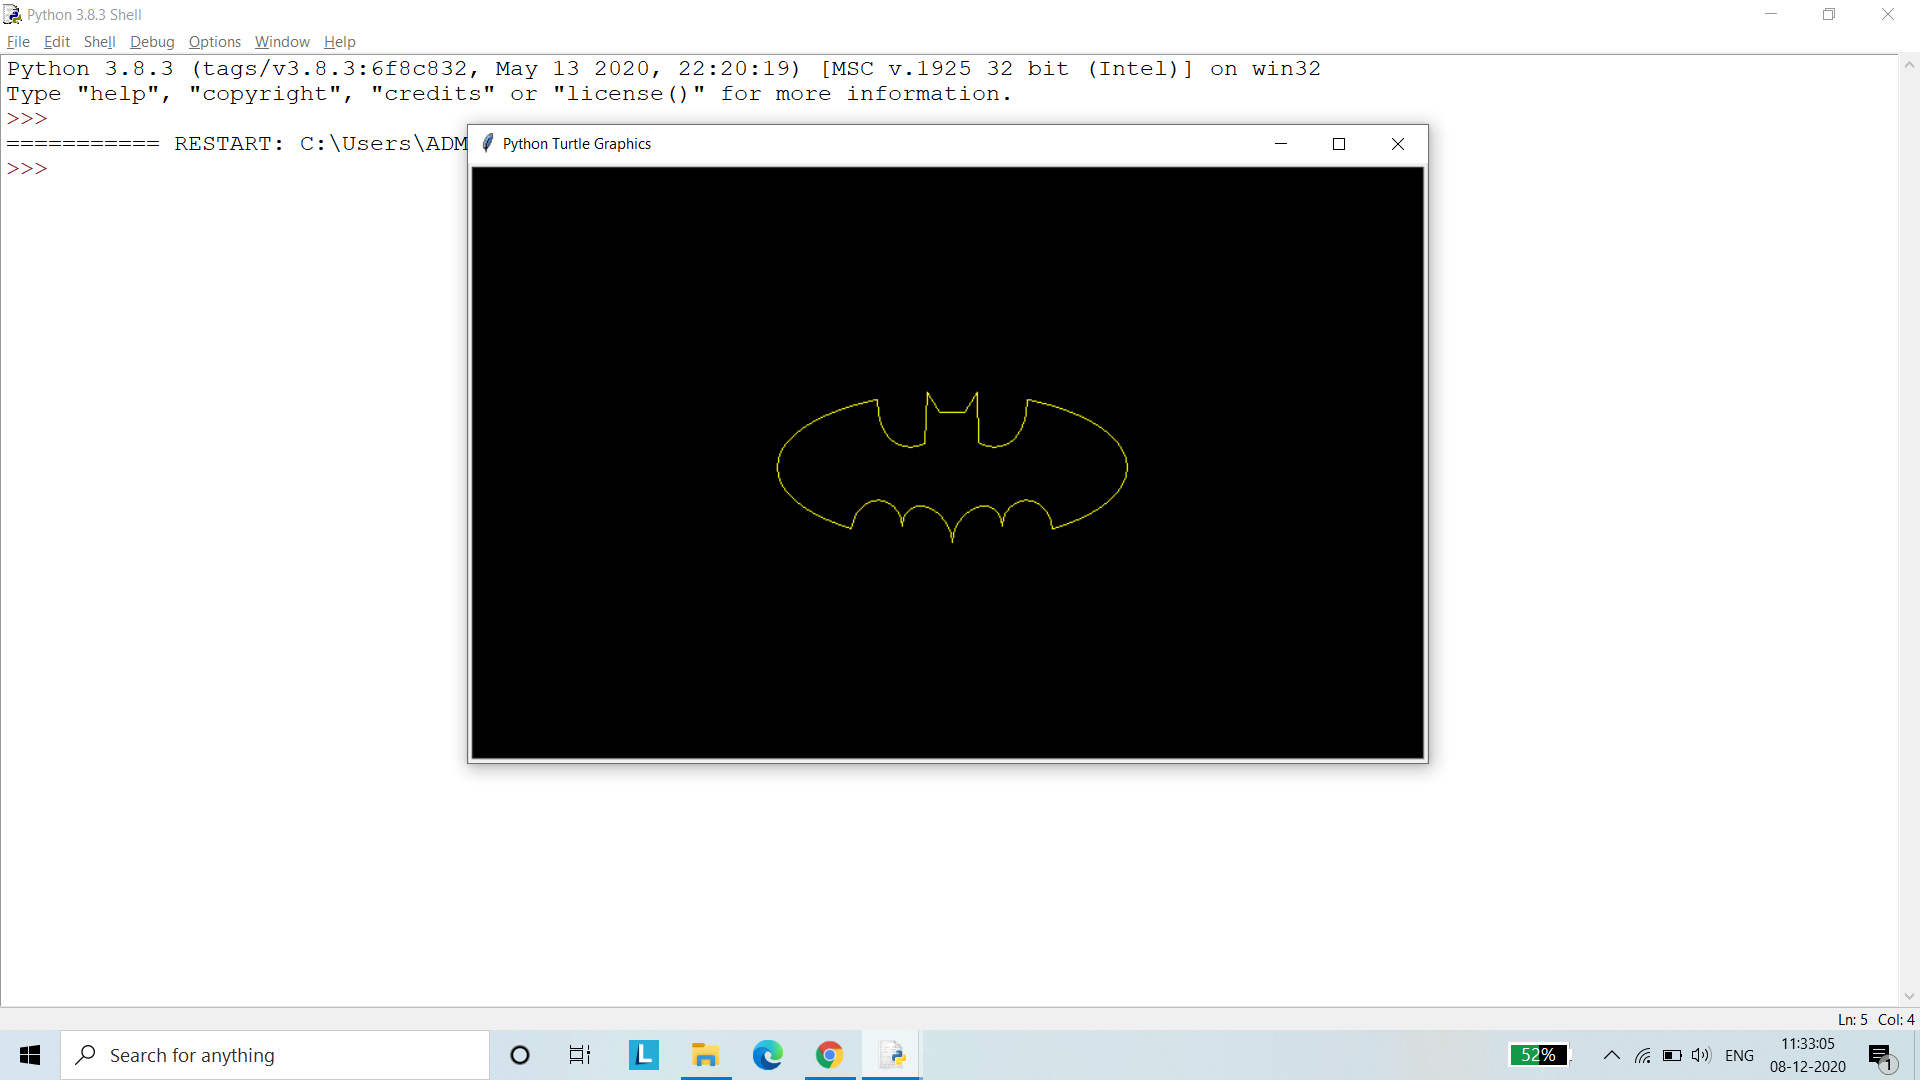 Python 3.8.3 Shell
File Edit Shell Debug Options Window Help
Python 3.8.3 (tags/v3.8.3:6f8c832, May 13 2020, 22:20:19) [MSC v.1925 32 bit (Intel)] on win32
Type "help", "copyright", "credits" or "license()" for more information.
>>>
=========== RESTART: C:\Users\ADM
>>>
Python Turtle Graphics
Ln: 5 Col: 4
Search for anything
L
52%
ENG
11:33:05
08-12-2020
1